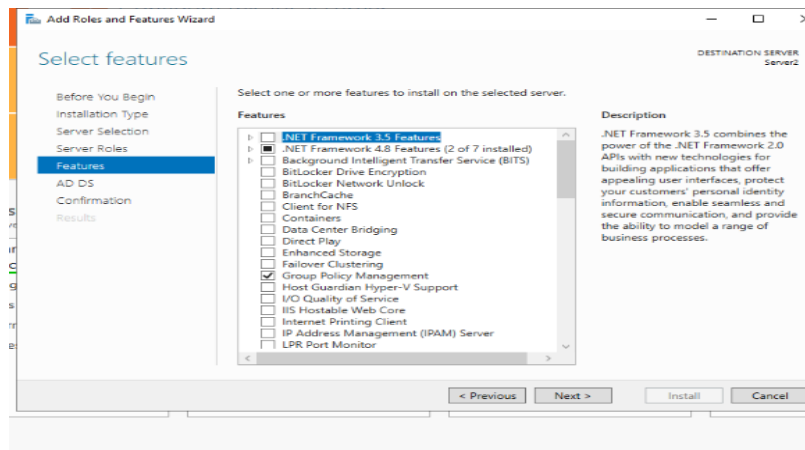 Add Roles and Features Wizard
Select features
DESTINATION SERVER
Server2
Before You Begin
Installation Type
Server Selection
Server Roles
Features
AD DS
Confirmation
Results
Select one or more features to install on the selected server.
Features
.NET Framework 3.5 Features
.NET Framework 4.8 Features (2 of 7 installed)
Background Intelligent Transfer Service (BITS)
BitLocker Drive Encryption
BitLocker Network Unlock
BranchCache
Client for NFS
Containers
Data Center Bridging
Direct Play
Enhanced Storage
Failover Clustering
Group Policy Management
Host Guardian Hyper-V Support
I/O Quality of Service
IIS Hostable Web Core
Internet Printing Client
IP Address Management (IPAM) Server
LPR Port Monitor
Description
.NET Framework 3.5 combines the
power of the .NET Framework 2.0
APIs with new technologies for
building applications that offer
appealing user interfaces, protect
your customers' personal identity
information, enable seamless and
secure communication, and provide
the ability to model a range of
business processes.
< Previous
Next >
Install
Cancel